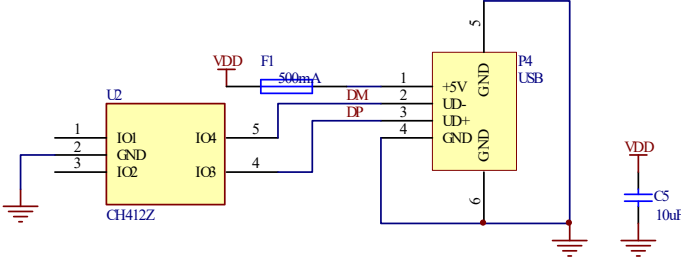 5
VDD
F1
500mA
P4
USB
1
+5V
GND
DM
2
UD-
DP
3
UD+
4
GND
GND
6
U2
1
IO1
IO4
5
2
GND
3
IO2
IO3
4
CH412Z
VDD
C5
10uF